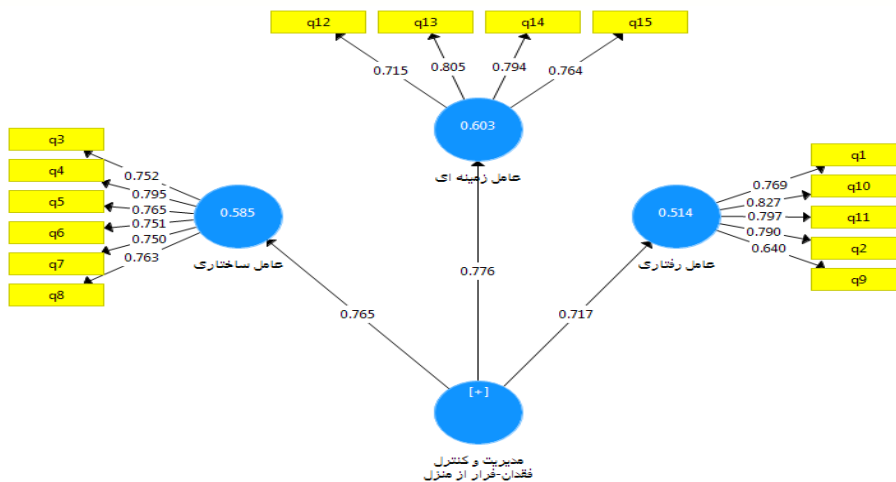 q12
q13
q14
q15
0.715
0.805
0.794
0.764
0.603
عامل زمینه ای
q3
q4
q5
q6
q7
q8
0.752
0.795
0.765
0.751
0.750
0.763
0.585
عامل ساختاری
q1
q10
q11
q2
q9
0.769
0.827
0.797
0.790
0.640
0.514
عامل رفتاری
0.765
0.776
0.717
[+]
مدیریت و کنترل
فقدان-فرار از منزل